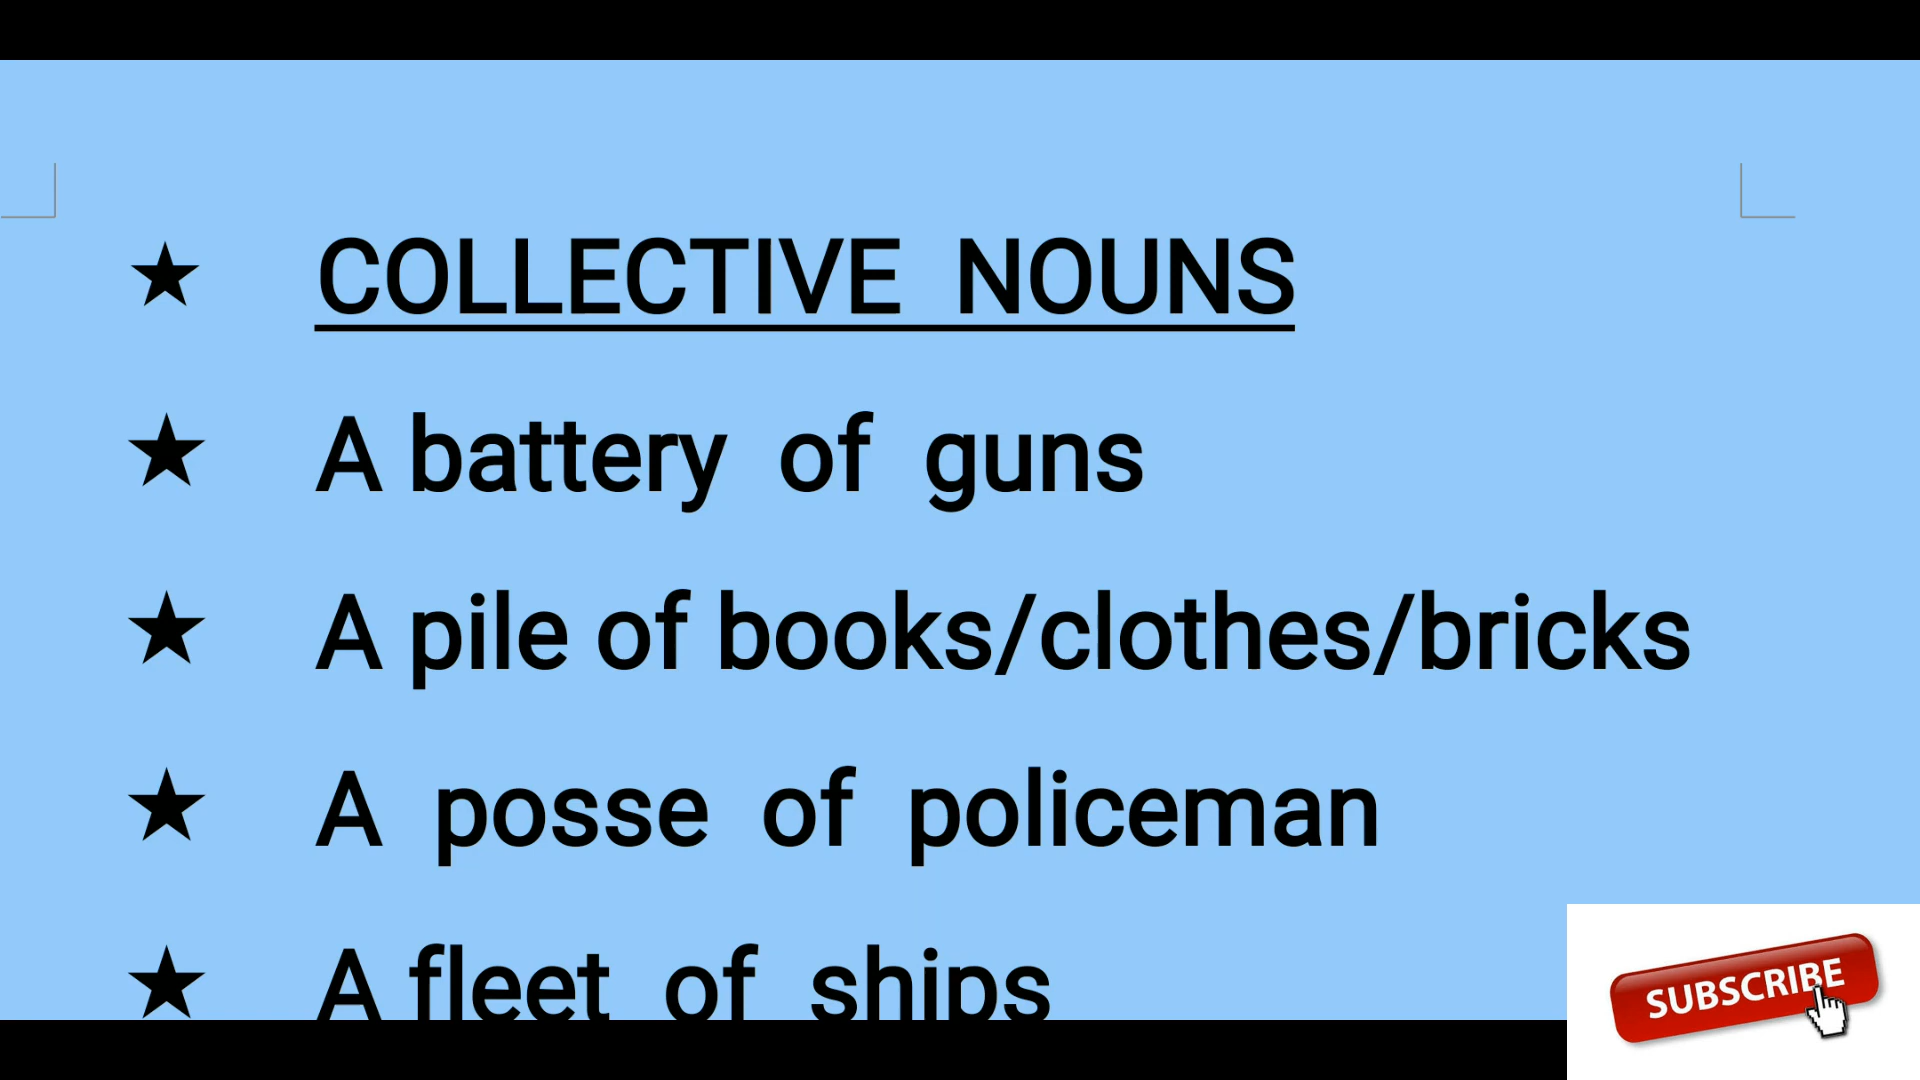 ★ COLLECTIVE NOUNS
★ A battery of guns
★ A pile of books/clothes/bricks
★ A posse of policeman
★ A fleet of ships
SUBSCRIBE